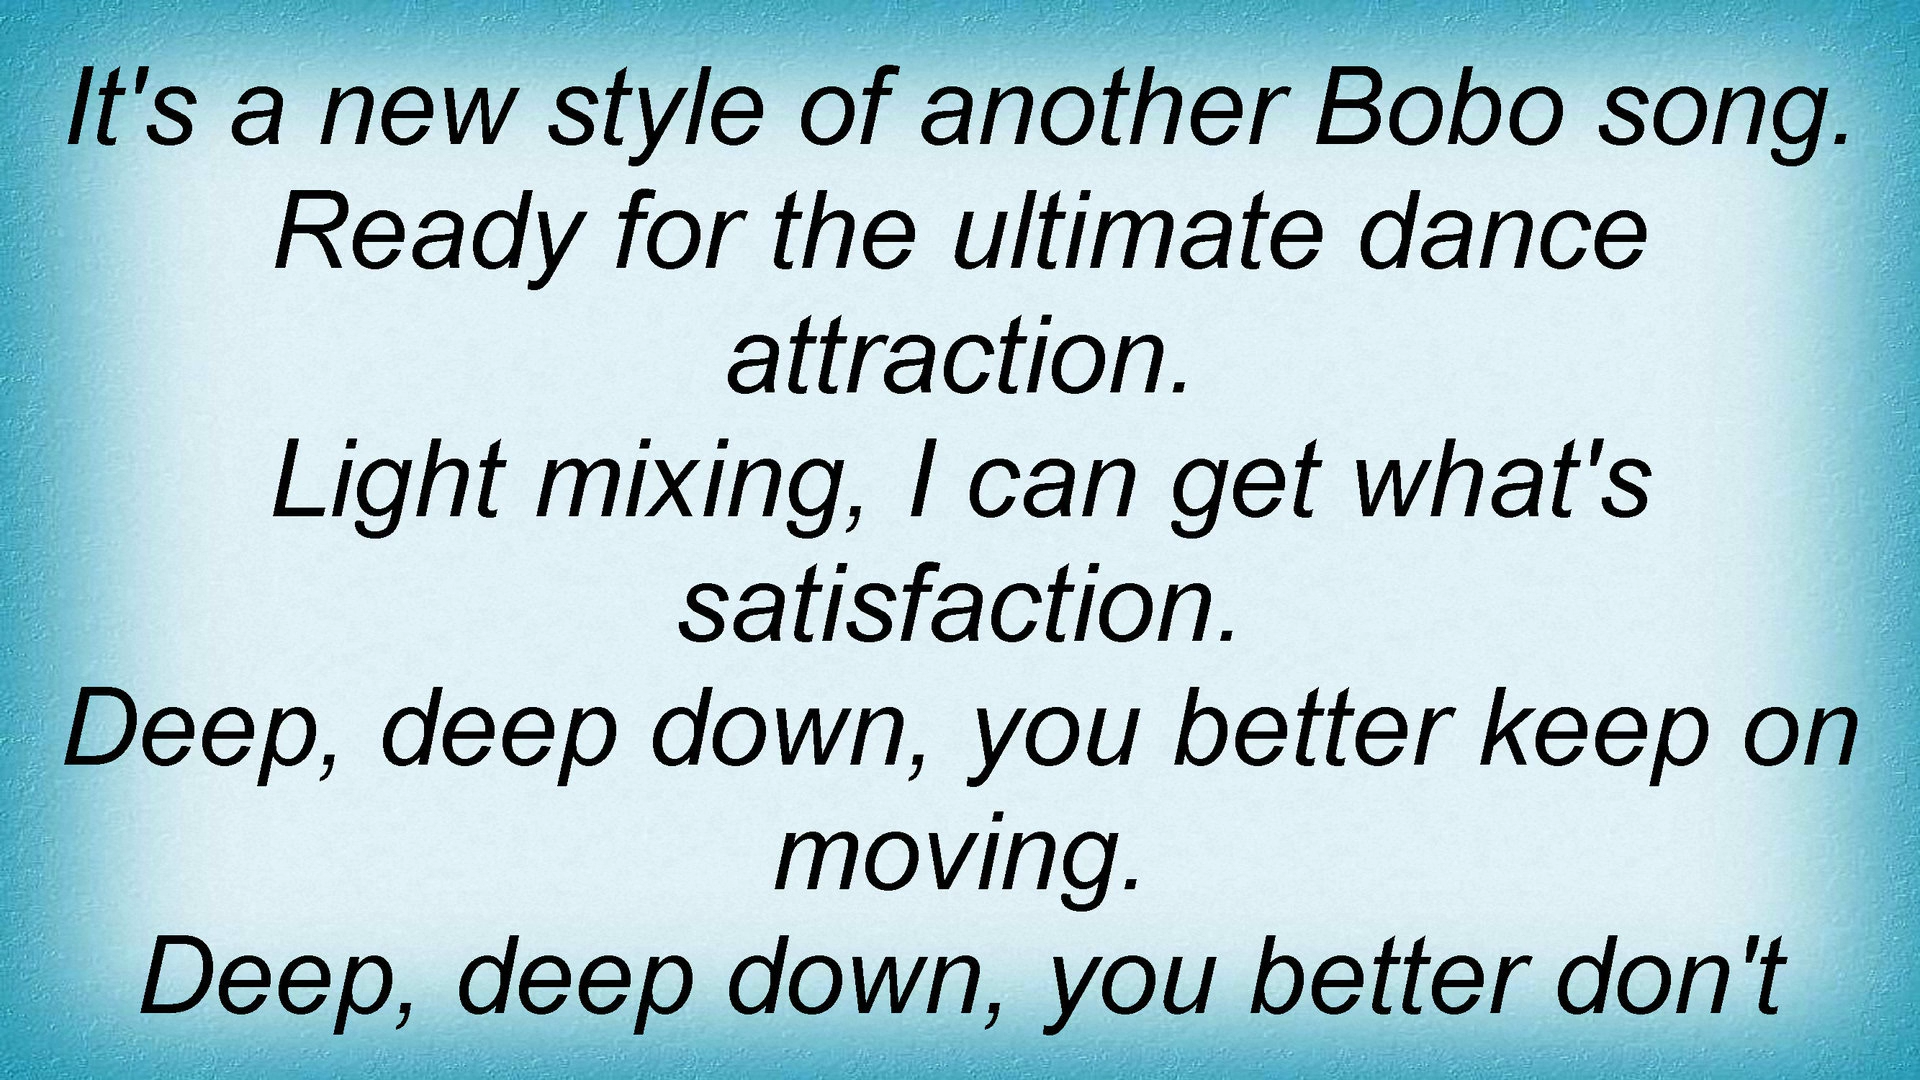 It's a new style of another Bobo song.
Ready for the ultimate dance
attraction.
Light mixing, I can get what's
satisfaction.
Deep, deep down, you better keep on
moving.
Deep, deep down, you better don't